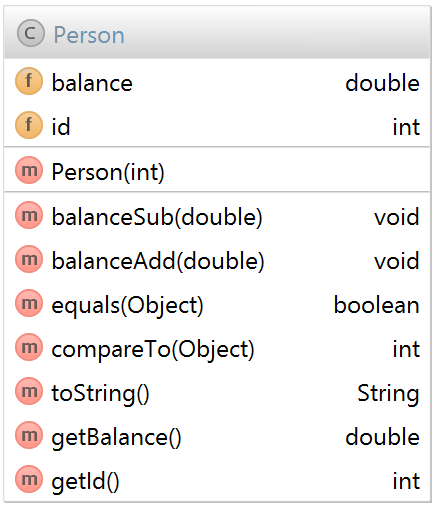 C Person
f balance double
f id int
m Person(int)
m balanceSub(double) void
m balanceAdd(double) void
m equals(Object) boolean
m compareTo(Object) int
m toString() String
m getBalance() double
m getId() int